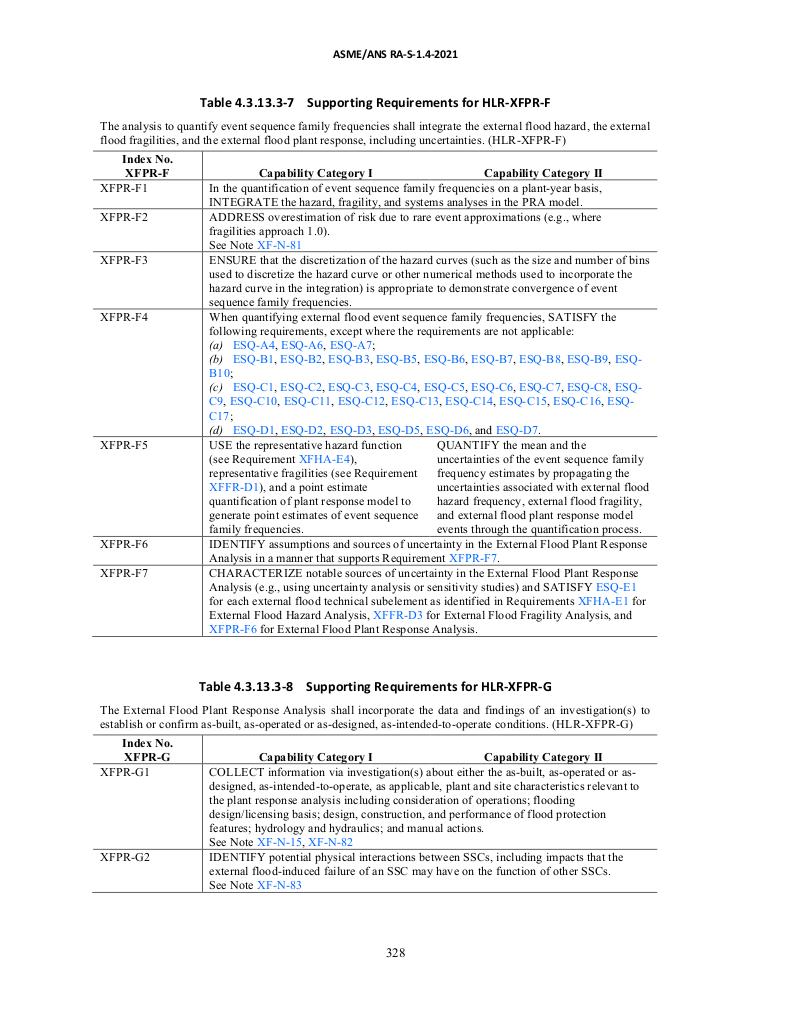 ASME/ANS RA-S-1.4-2021
Table 4.3.13.3-7 Supporting Requirements for HLR-XFPR-F
The analysis to quantify event sequence family frequencies shall integrate the external flood hazard, the external
flood fragilities, and the external flood plant response, including uncertainties. (HLR-XFPR-F)
Index No.
XFPR-F Capability Category I Capability Category II
XFPR-F1 In the quantification of event sequence family frequencies on a plant-year basis,
INTEGRATE the hazard, fragility, and systems analyses in the PRA model.
XFPR-F2 ADDRESS overestimation of risk due to rare event approximations (e.g., where
fragilities approach 1.0).
See Note XF-N-81
XFPR-F3 ENSURE that the discretization of the hazard curves (such as the size and number of bins
used to discretize the hazard curve or other numerical methods used to incorporate the
hazard curve in the integration) is appropriate to demonstrate convergence of event
sequence family frequencies.
XFPR-F4 When quantifying external flood event sequence family frequencies, SATISFY the
following requirements, except where the requirements are not applicable:
(a) ESQ-A4, ESQ-A6, ESQ-A7;
(b) ESQ-B1, ESQ-B2, ESQ-B3, ESQ-B5, ESQ-B6, ESQ-B7, ESQ-B8, ESQ-B9, ESQ-
B10;
(c) ESQ-C1, ESQ-C2, ESQ-C3, ESQ-C4, ESQ-C5, ESQ-C6, ESQ-C7, ESQ-C8, ESQ-
C9, ESQ-C10, ESQ-C11, ESQ-C12, ESQ-C13, ESQ-C14, ESQ-C15, ESQ-C16, ESQ-
C17;
(d) ESQ-D1, ESQ-D2, ESQ-D3, ESQ-D5, ESQ-D6, and ESQ-D7.
XFPR-F5 USE the representative hazard function
(see Requirement XFHA-E4),
representative fragilities (see Requirement
XFFR-D1), and a point estimate
quantification of plant response model to
generate point estimates of event sequence
family frequencies.
QUANTIFY the mean and the
uncertainties of the event sequence family
frequency estimates by propagating the
uncertainties associated with external flood
hazard frequency, external flood fragility,
and external flood plant response model
events through the quantification process.
XFPR-F6 IDENTIFY assumptions and sources of uncertainty in the External Flood Plant Response
Analysis in a manner that supports Requirement XFPR-F7.
XFPR-F7 CHARACTERIZE notable sources of uncertainty in the External Flood Plant Response
Analysis (e.g., using uncertainty analysis or sensitivity studies) and SATISFY ESQ-E1
for each external flood technical subelement as identified in Requirements XFHA-E1 for
External Flood Hazard Analysis, XFFR-D3 for External Flood Fragility Analysis, and
XFPR-F6 for External Flood Plant Response Analysis.
Table 4.3.13.3-8 Supporting Requirements for HLR-XFPR-G
The External Flood Plant Response Analysis shall incorporate the data and findings of an investigation(s) to
establish or confirm as-built, as-operated or as-designed, as-intended-to-operate conditions. (HLR-XFPR-G)
Index No.
XFPR-G Capability Category I Capability Category II
XFPR-G1 COLLECT information via investigation(s) about either the as-built, as-operated or as-
designed, as-intended-to-operate, as applicable, plant and site characteristics relevant to
the plant response analysis including consideration of operations; flooding
design/licensing basis; design, construction, and performance of flood protection
features; hydrology and hydraulics; and manual actions.
See Note XF-N-15, XF-N-82
XFPR-G2 IDENTIFY potential physical interactions between SSCs, including impacts that the
external flood-induced failure of an SSC may have on the function of other SSCs.
See Note XF-N-83
328